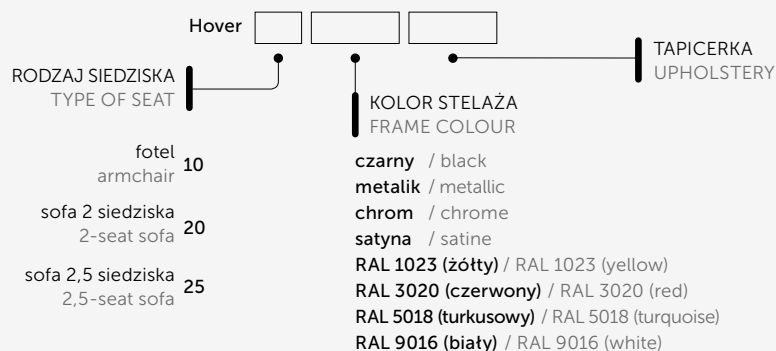 Hover
RODZAJ SIEDZISKA
TYPE OF SEAT
fotel
armchair
10
sofa 2 siedziska
2-seat sofa
20
sofa 2,5 siedziska
2,5-seat sofa
25
KOLOR STELAŻA
FRAME COLOUR
czarny / black
metalik / metallic
chrom / chrome
satyna / satine
RAL 1023 (żółty) / RAL 1023 (yellow)
RAL 3020 (czerwony) / RAL 3020 (red)
RAL 5018 (turkusowy) / RAL 5018 (turquoise)
RAL 9016 (biały) / RAL 9016 (white)
TAPICERKA
UPHOLSTERY